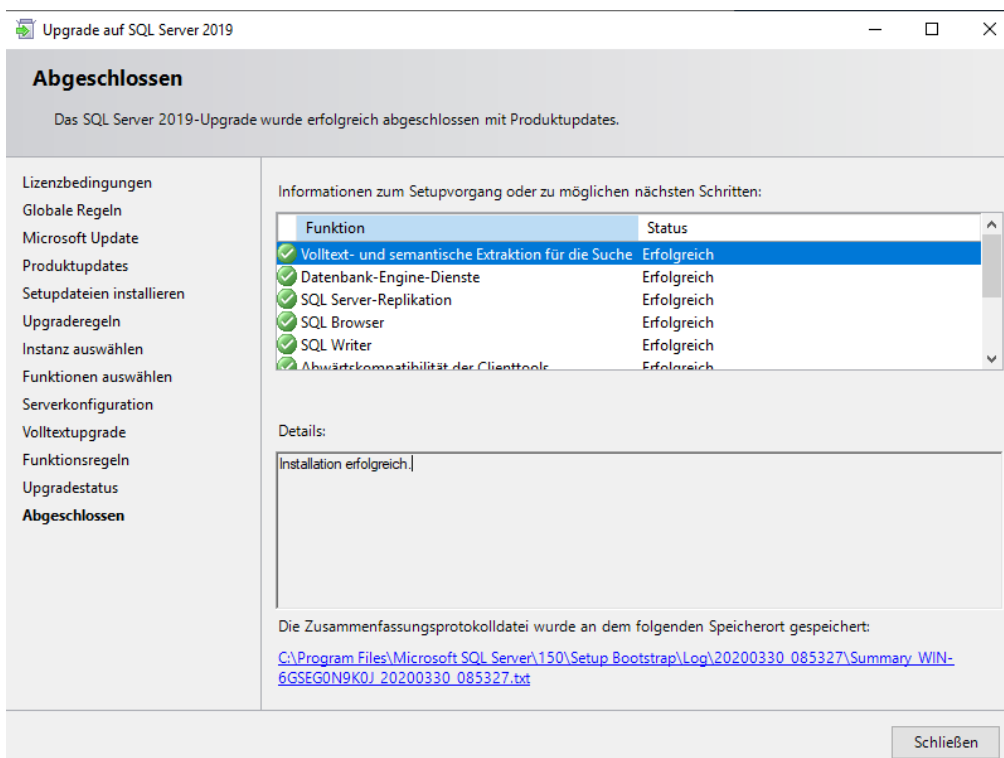 Upgrade auf SQL Server 2019
Abgeschlossen
Das SQL Server 2019-Upgrade wurde erfolgreich abgeschlossen mit Produktupdates.
Lizenzbedingungen
Globale Regeln
Microsoft Update
Produktupdates
Setupdateien installieren
Upgraderegeln
Instanz auswählen
Funktionen auswählen
Serverkonfiguration
Volltextupgrade
Funktionsregeln
Upgradestatus
Abgeschlossen
Informationen zum Setupvorgang oder zu möglichen nächsten Schritten:
Funktion Status
Volltext- und semantische Extraktion für die Suche Erfolgreich
Datenbank-Engine-Dienste Erfolgreich
SQL Server-Replikation Erfolgreich
SQL Browser Erfolgreich
SQL Writer Erfolgreich
Abwärtskompatibilität der Clienttools Erfolgreich
Details:
Installation erfolgreich.
Die Zusammenfassungsprotokolldatei wurde an dem folgenden Speicherort gespeichert:
C:\Program Files\Microsoft SQL Server\150\Setup Bootstrap\Log\20200330_085327\Summary_WIN-
6GSEG0N9K0J_20200330_085327.txt
Schließen